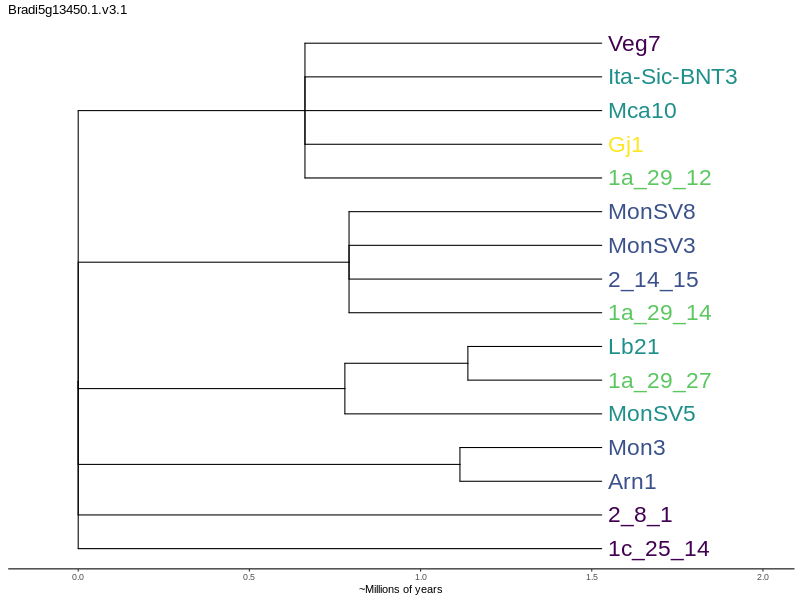 Bradi5g13450.1.v3.1
Veg7
Ita-Sic-BNT3
Mca10
Gj1
1a_29_12
MonSV8
MonSV3
2_14_15
1a_29_14
Lb21
1a_29_27
MonSV5
Mon3
Arn1
2_8_1
1c_25_14
0.0 0.5 1.0 1.5 2.0
~Millions of years